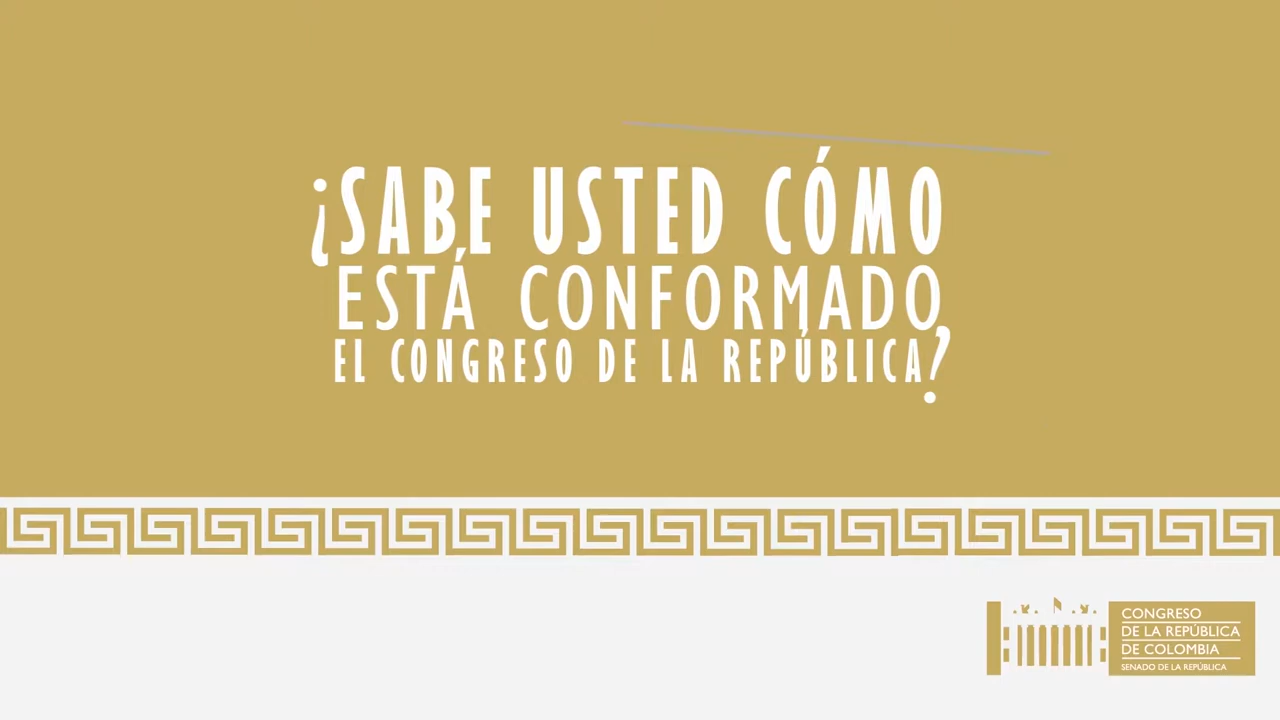 ¿SABE USTED CÓMO
ESTÁ CONFORMADO
EL CONGRESO DE LA REPÚBLICA?
CONGRESO
DE LA REPÚBLICA
DE COLOMBIA
SENADO DE LA REPÚBLICA